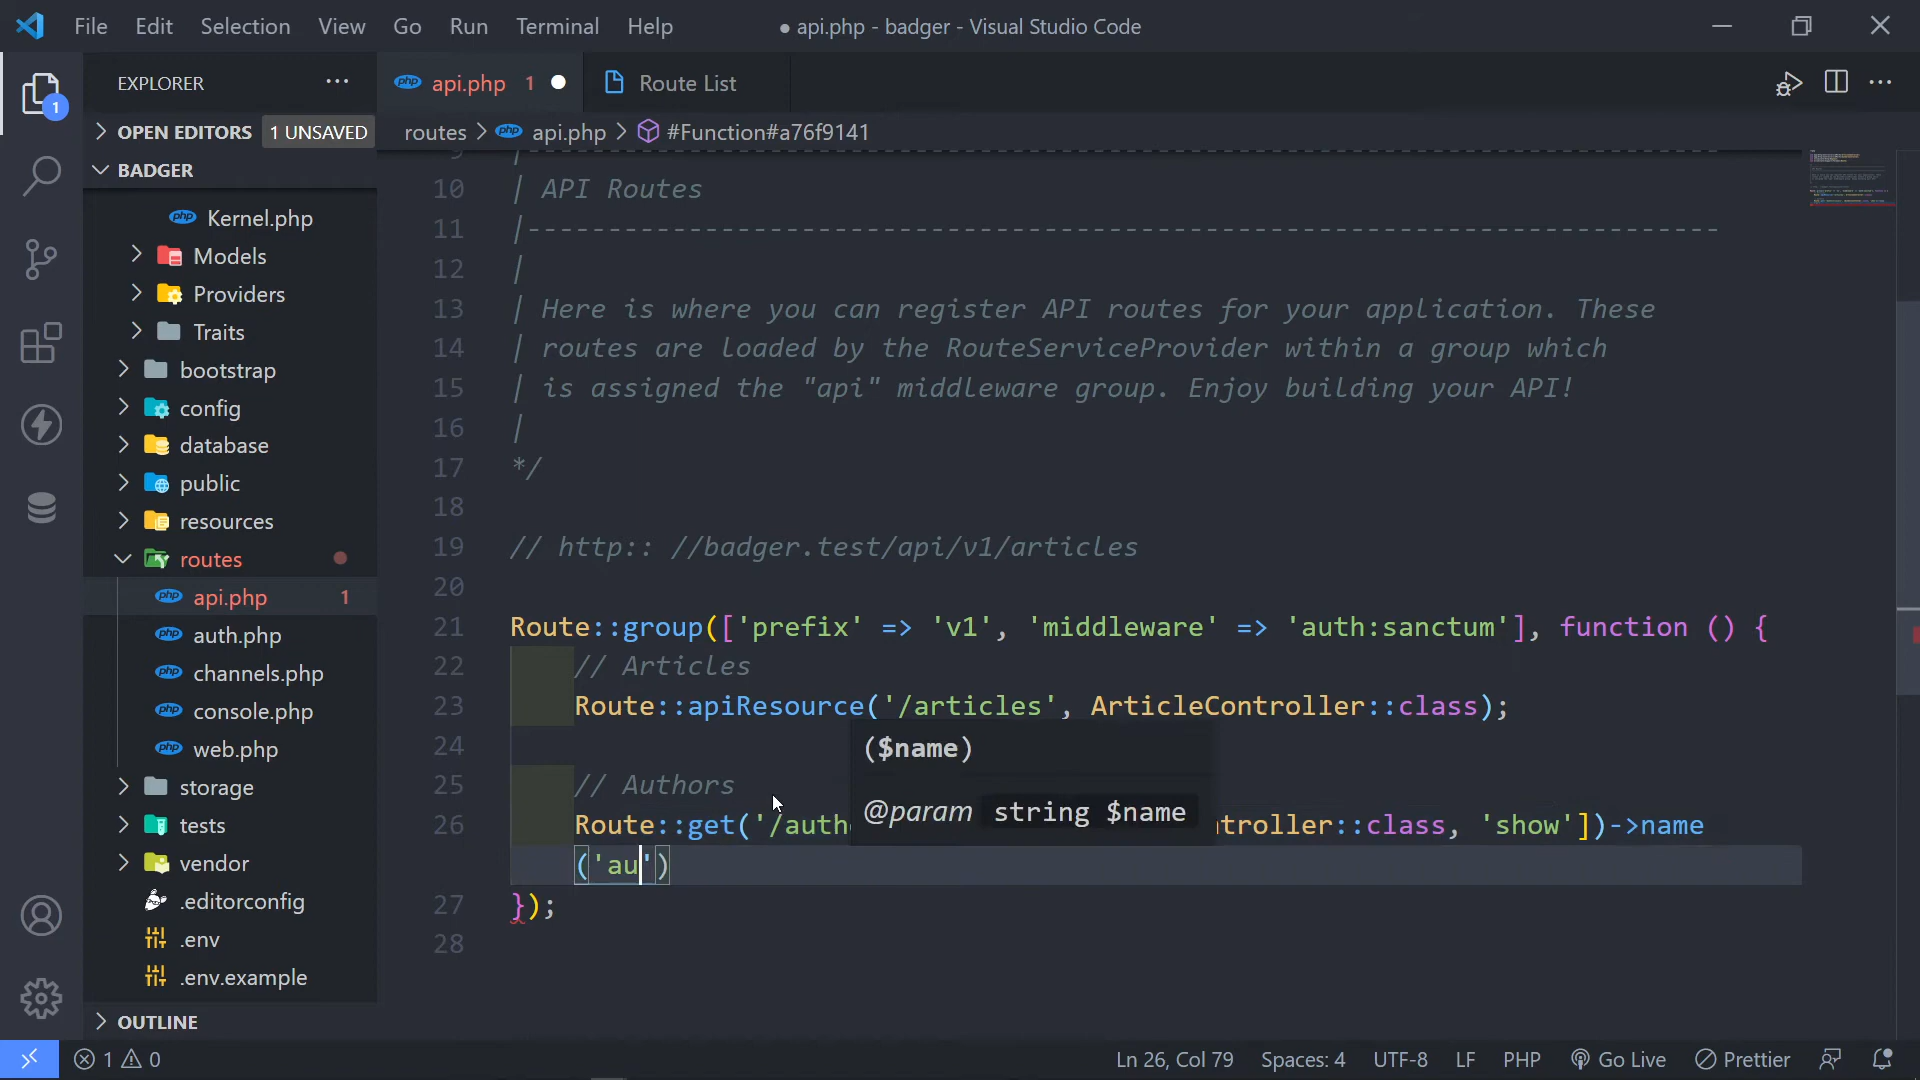 File Edit Selection View Go Run Terminal Help
● api.php - badger - Visual Studio Code
EXPLORER ...
api.php 1
Route List
1
OPEN EDITORS 1 UNSAVED
routes > api.php > #Function#a76f9141
BADGER
Kernel.php
Models
Providers
Traits
bootstrap
config
database
public
resources
routes
api.php 1
auth.php
channels.php
console.php
web.php
storage
tests
vendor
.editorconfig
.env
.env.example
OUTLINE
9 |--------------------------------------------------------------------------
10 | API Routes
11 |--------------------------------------------------------------------------
12 |
13 | Here is where you can register API routes for your application. These
14 | routes are loaded by the RouteServiceProvider within a group which
15 | is assigned the "api" middleware group. Enjoy building your API!
16 |
17 */
18
19 // http:: //badger.test/api/v1/articles
20
21 Route::group(['prefix' => 'v1', 'middleware' => 'auth:sanctum'], function () {
22 // Articles
23 Route::apiResource('/articles', ArticleController::class);
24
($name)
25 // Authors
@param string $name
26 Route::get('/auth troller::class, 'show'])->name
('au')
27 });
28
1 0
Ln 26, Col 79 Spaces: 4 UTF-8 LF PHP Go Live Prettier